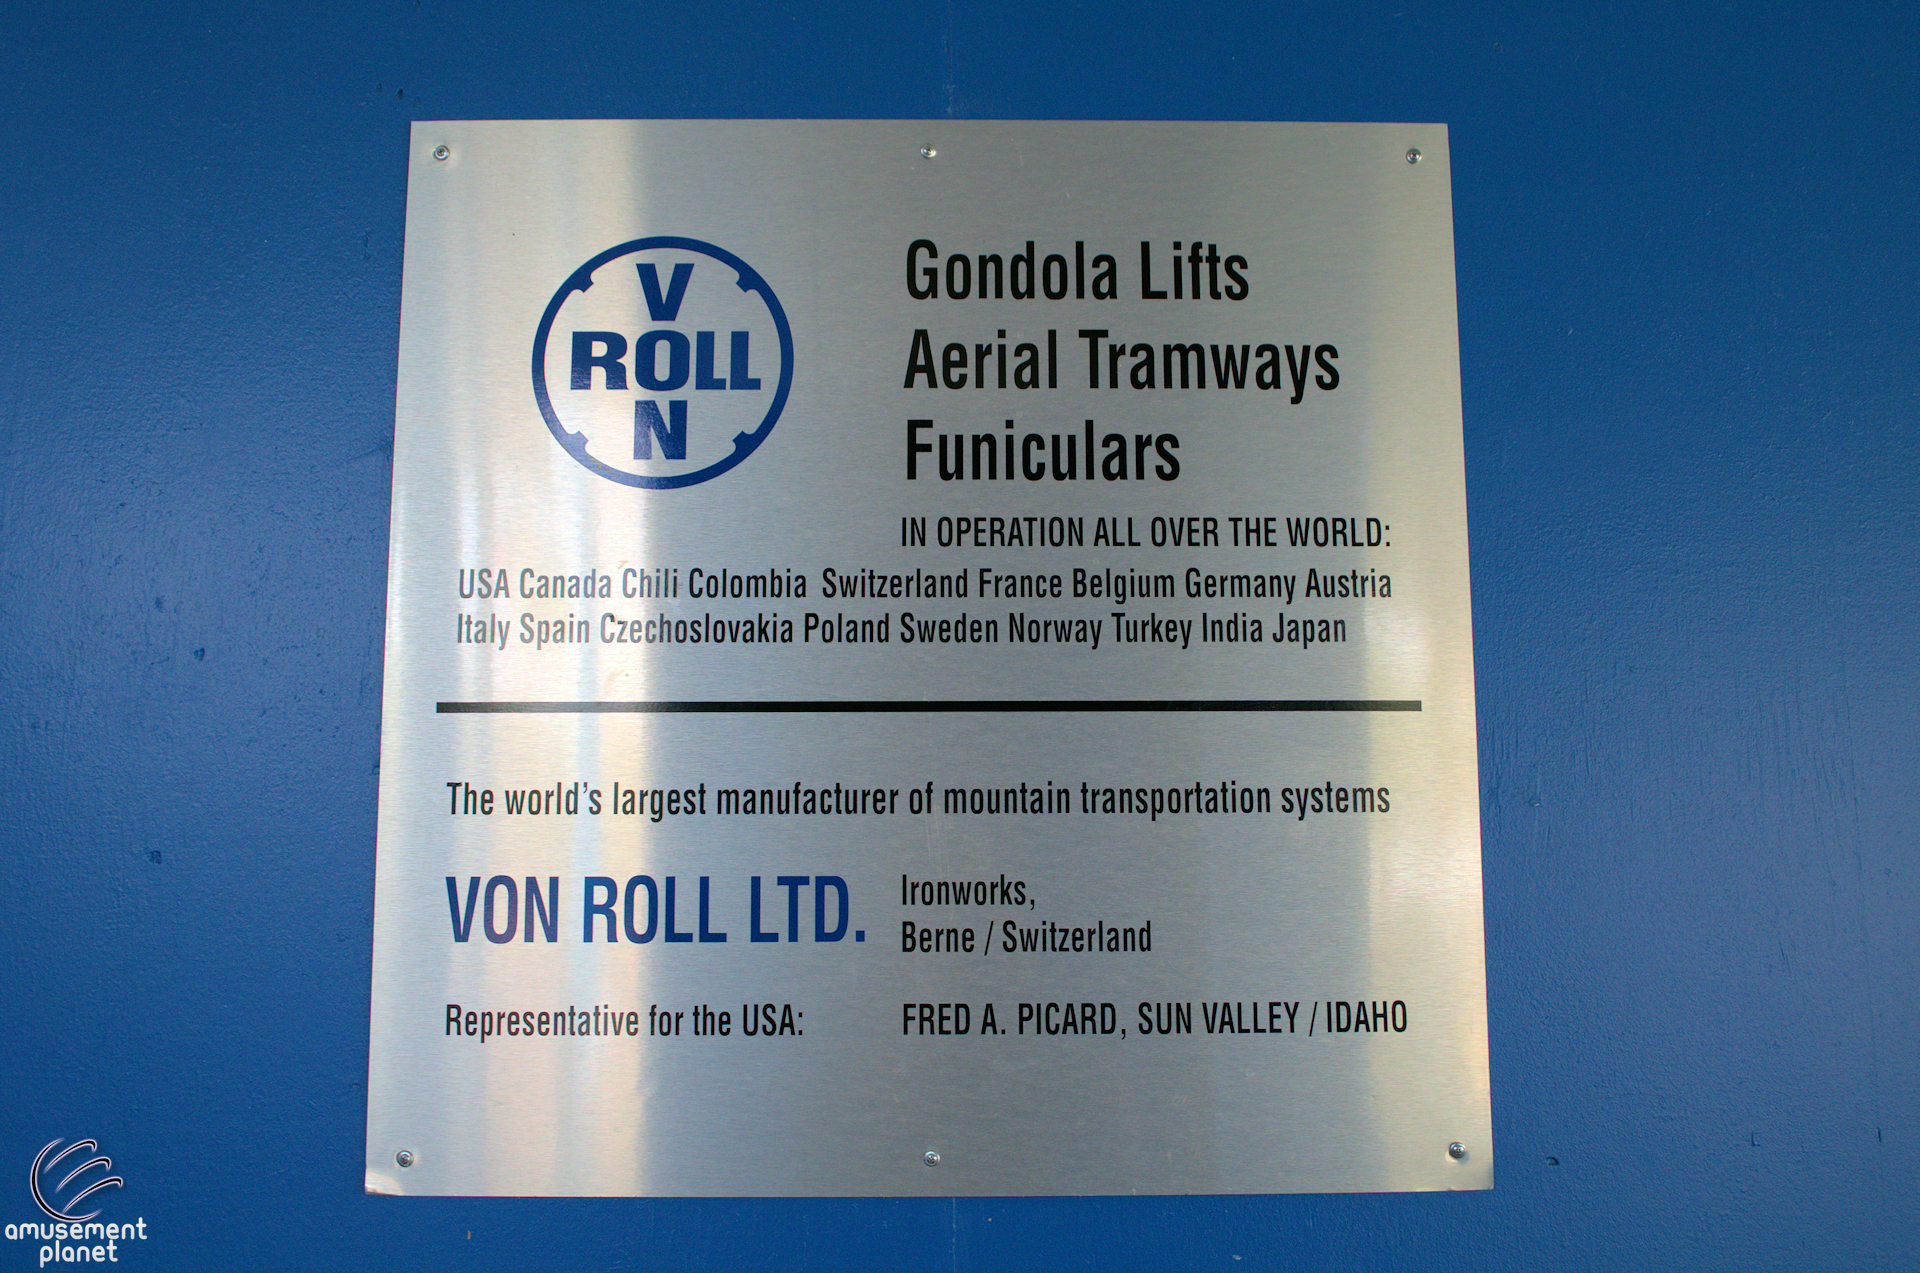 VON ROLL
Gondola Lifts
Aerial Tramways
Funiculars
IN OPERATION ALL OVER THE WORLD:
USA Canada Chili Colombia Switzerland France Belgium Germany Austria
Italy Spain Czechoslovakia Poland Sweden Norway Turkey India Japan
The world’s largest manufacturer of mountain transportation systems
VON ROLL LTD.
Ironworks,
Berne / Switzerland
Representative for the USA: FRED A. PICARD, SUN VALLEY / IDAHO
amusement
planet